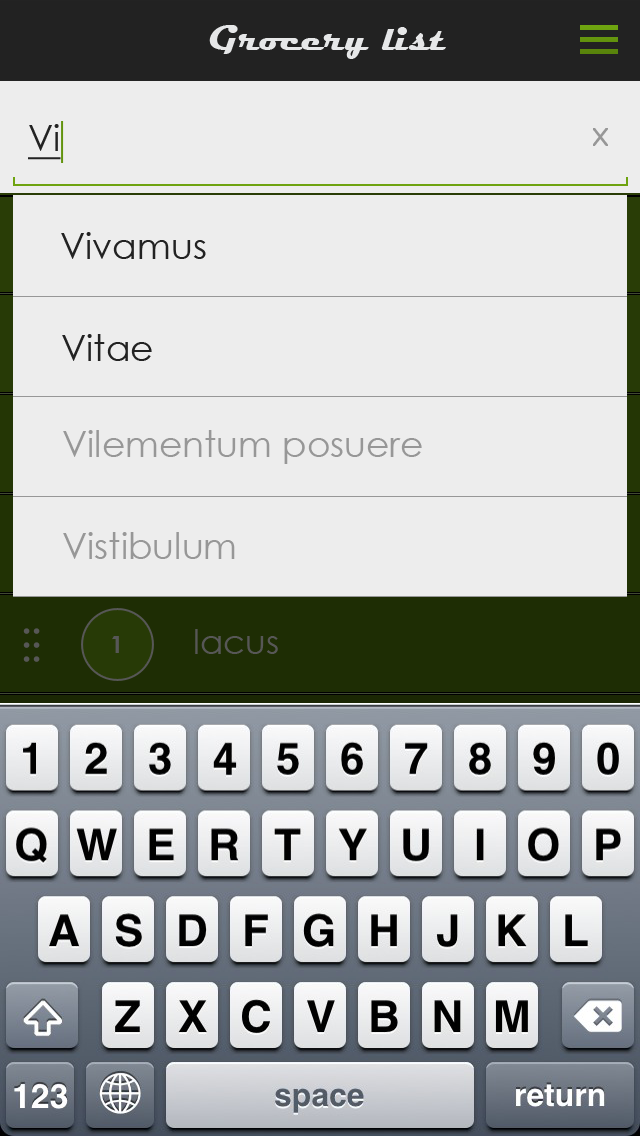 Grocery list
Vi
x
Vivamus
Vitae
Vilementum posuere
Vistibulum
1 lacus
1 2 3 4 5 6 7 8 9 0
Q W E R T Y U I O P
A S D F G H J K L
Z X C V B N M
123 space return